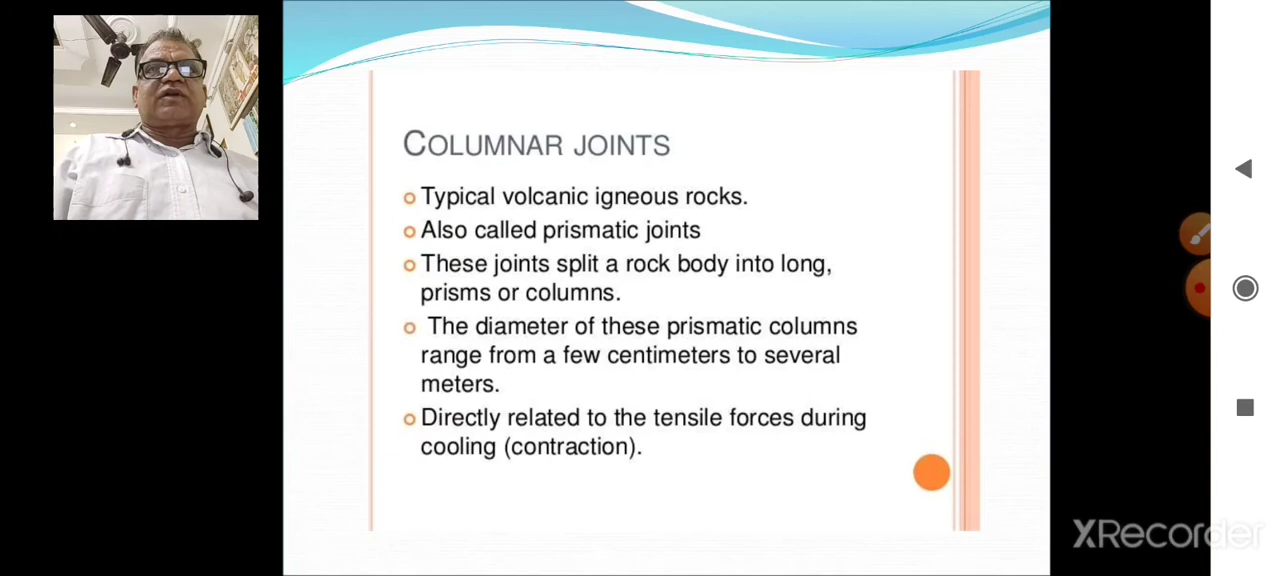 COLUMNAR JOINTS
Typical volcanic igneous rocks.
Also called prismatic joints
These joints split a rock body into long,
prisms or columns.
The diameter of these prismatic columns
range from a few centimeters to several
meters.
Directly related to the tensile forces during
cooling (contraction).
XRecorder